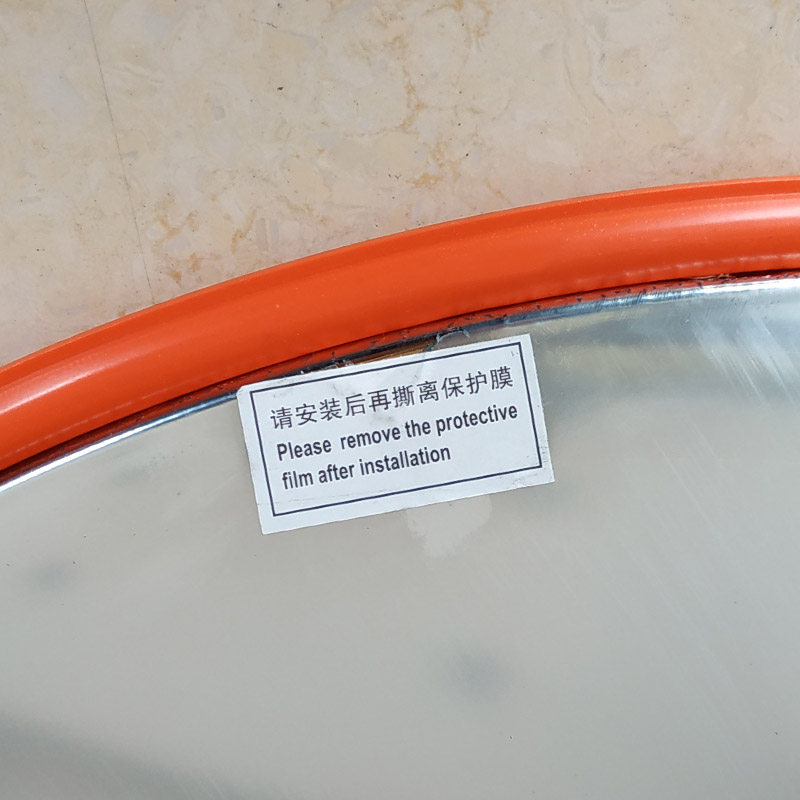 请安装后再撕离保护膜
Please remove the protective
film after installation